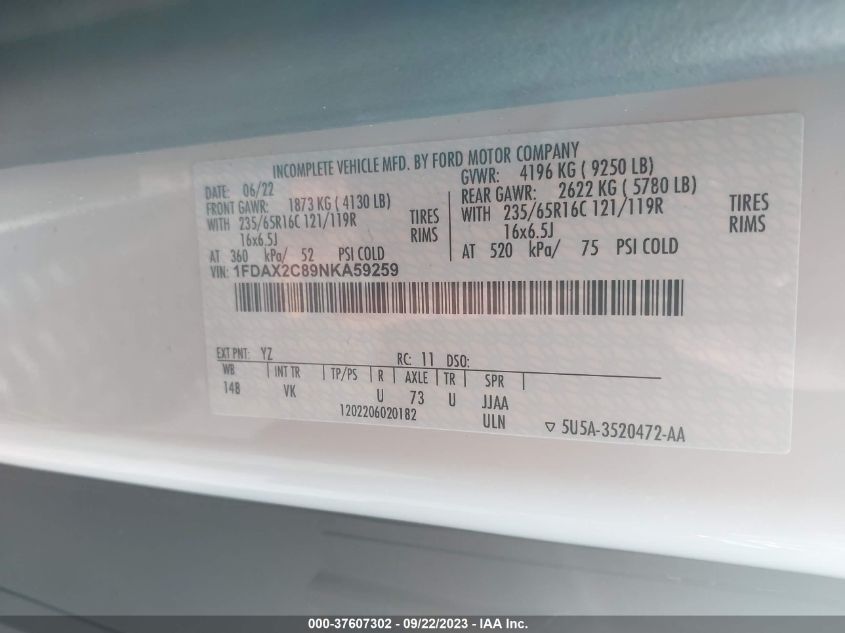 INCOMPLETE VEHICLE MFD. BY FORD MOTOR COMPANY
DATE: 06/22
GVWR: 4196 KG ( 9250 LB)
FRONT GAWR: 1873 KG ( 4130 LB)
REAR GAWR: 2622 KG ( 5780 LB)
WITH 235/65R16C 121/119R TIRES
WITH 235/65R16C 121/119R TIRES
16x6.5J RIMS
16x6.5J RIMS
AT 360 kPa/ 52 PSI COLD
AT 520 kPa/ 75 PSI COLD
VIN: 1FDAX2C89NKA59259
EXT PNT: YZ RC: 11 DSO:
WB INT TR TP/PS R AXLE TR SPR
14B VK U 73 U JJAA
1202206020182 ULN ▽ 5U5A-3520472-AA
000-37607302 - 09/22/2023 - IAA Inc.